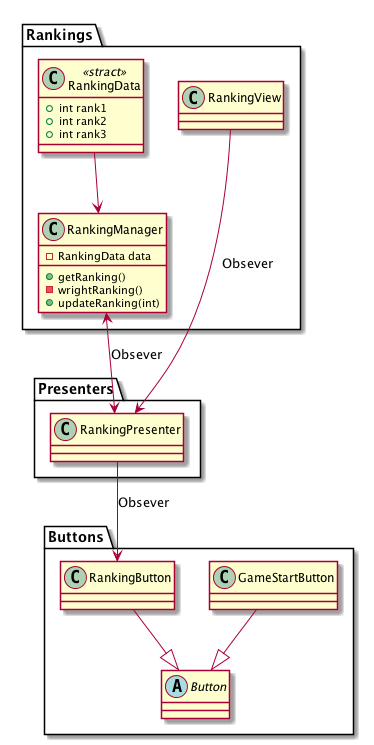 Rankings
C «stract»
RankingData
int rank1
int rank2
int rank3
C RankingView
C RankingManager
RankingData data
getRanking()
wrightRanking()
updateRanking(int)
Obsever
Obsever
Presenters
C RankingPresenter
Obsever
Buttons
C RankingButton
C GameStartButton
A Button